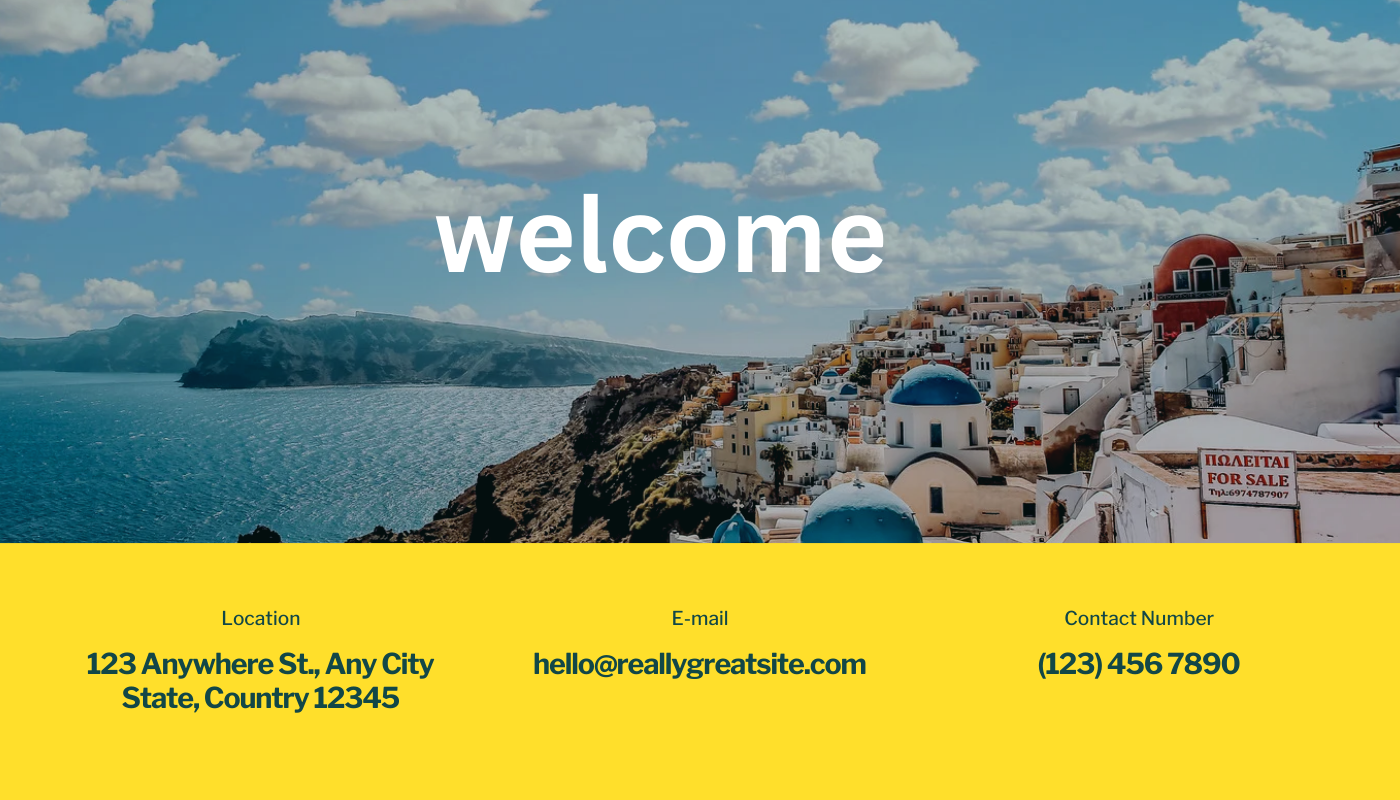 welcome
ΠΩΛΕΙΤΑΙ
FOR SALE
Τηλ:6974787907
Location
123 Anywhere St., Any City
State, Country 12345
E-mail
hello@reallygreatsite.com
Contact Number
(123) 456 7890